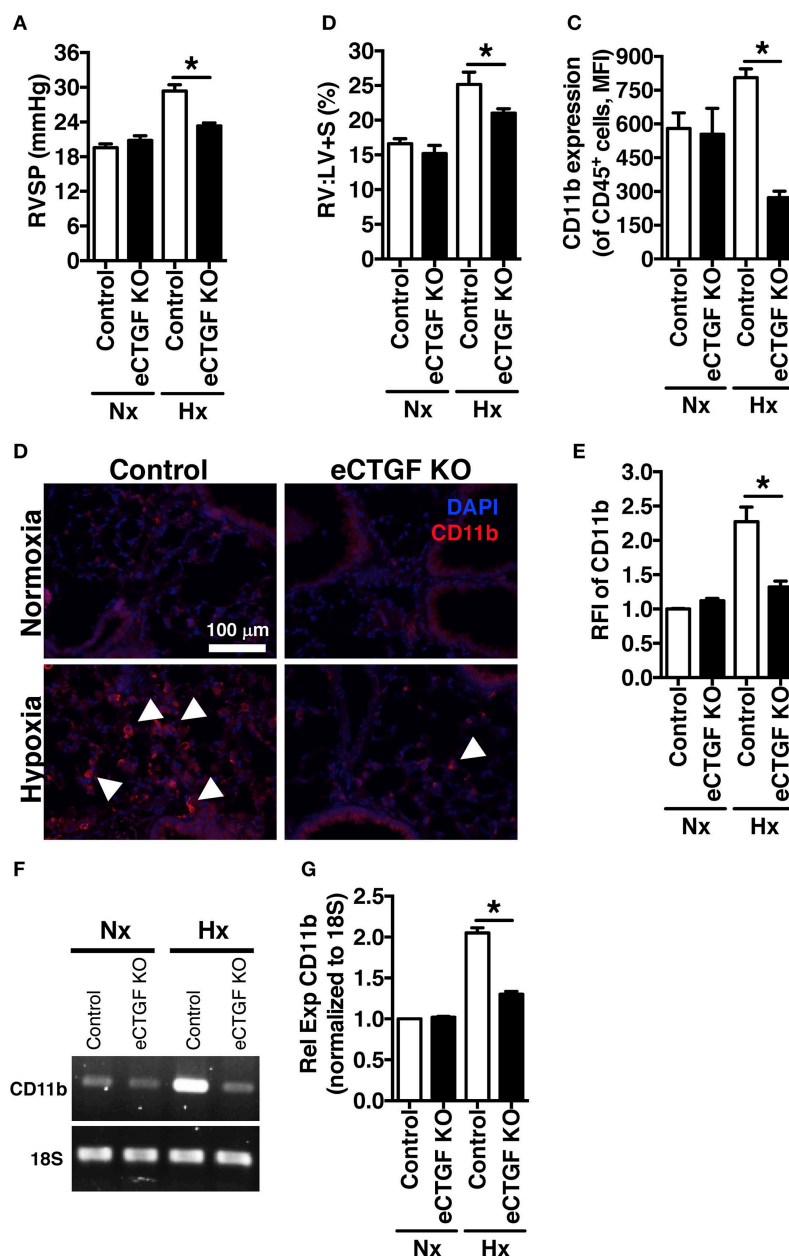 A
RVSP (mmHg)
36
30
24
18
12
6
0
*
Control
eCTGF KO
Control
eCTGF KO
Nx
Hx
D
RV:LV+S (%)
30
25
20
15
10
5
0
*
Control
eCTGF KO
Control
eCTGF KO
Nx
Hx
C
CD11b expression
(of CD45+ cells, MFI)
900
750
600
450
300
150
0
*
Control
eCTGF KO
Control
eCTGF KO
Nx
Hx
D
Control
eCTGF KO
Normoxia
Hypoxia
DAPI
CD11b
100 μm
E
RFI of CD11b
3.0
2.5
2.0
1.5
1.0
0.5
0.0
*
Control
eCTGF KO
Control
eCTGF KO
Nx
Hx
F
Nx
Hx
Control
eCTGF KO
Control
eCTGF KO
CD11b
18S
G
Rel Exp CD11b
(normalized to 18S)
2.5
2.0
1.5
1.0
0.5
0.0
*
Control
eCTGF KO
Control
eCTGF KO
Nx
Hx